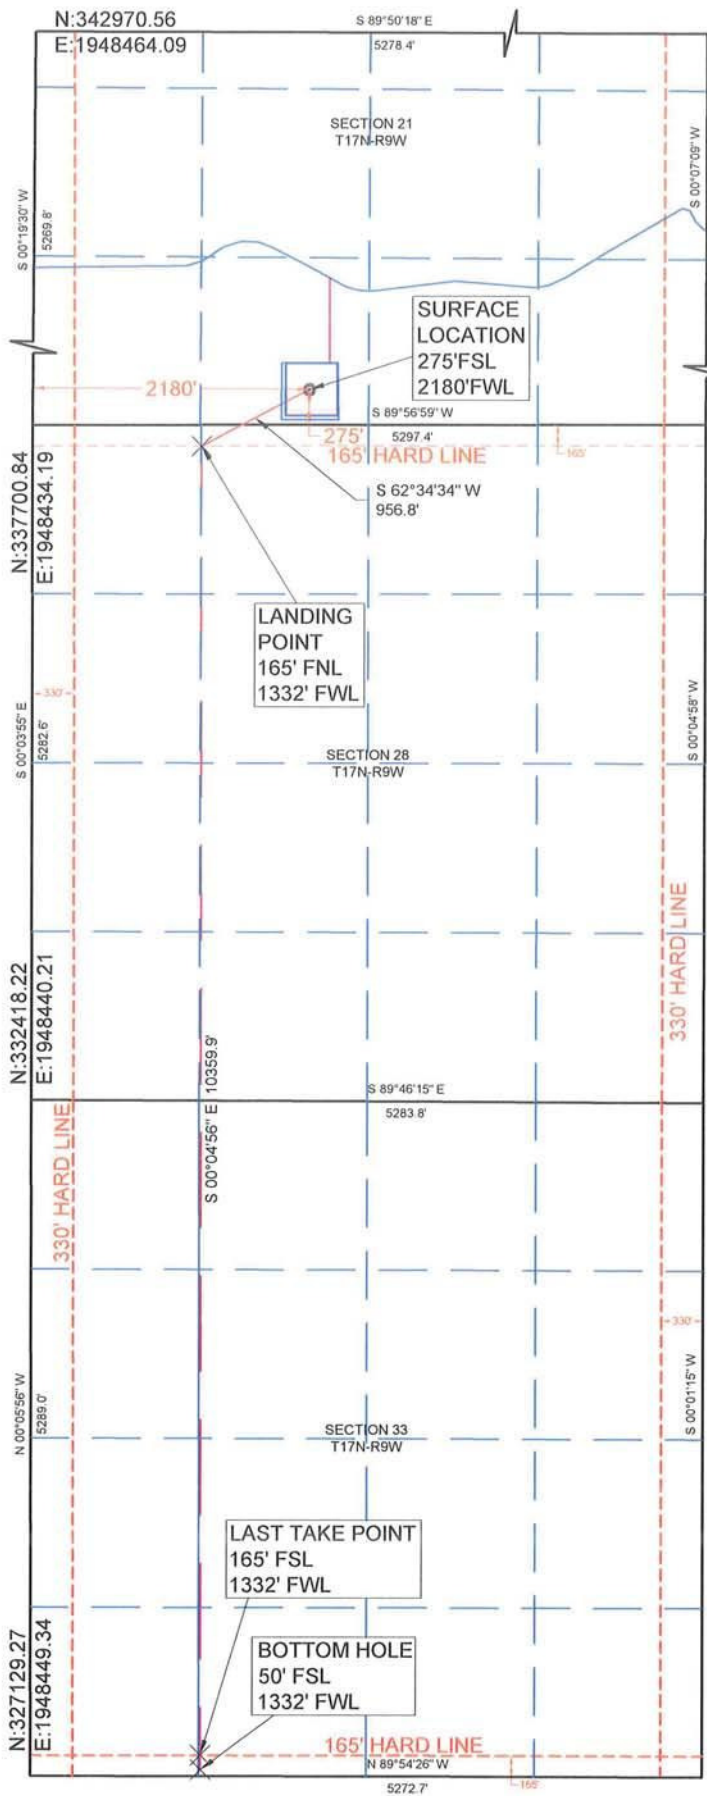 N:342970.56
E:1948464.09
S 89°50'18" E
5278.4'
SECTION 21
T17N-R9W
S 00°07'09" W
S 00°19'30" W
5269.8'
SURFACE
LOCATION
275'FSL
2180'FWL
2180'
S 89°56'59" W
5297.4'
275'
165' HARD LINE
165'
S 62°34'34" W
956.8'
N:337700.84
E:1948434.19
LANDING
POINT
165' FNL
1332' FWL
330'
S 00°03'55" E
5282.6'
S 00°04'58" W
SECTION 28
T17N-R9W
330' HARD LINE
N:332418.22
E:1948440.21
S 89°46'15" E
5283.8'
S 00°04'56" E 10359.9'
330' HARD LINE
330'
N 00°05'56" W
5289.0'
S 00°01'15" W
SECTION 33
T17N-R9W
LAST TAKE POINT
165' FSL
1332' FWL
BOTTOM HOLE
50' FSL
1332' FWL
N:327129.27
E:1948449.34
165' HARD LINE
N 89°54'26" W
5272.7'
165'